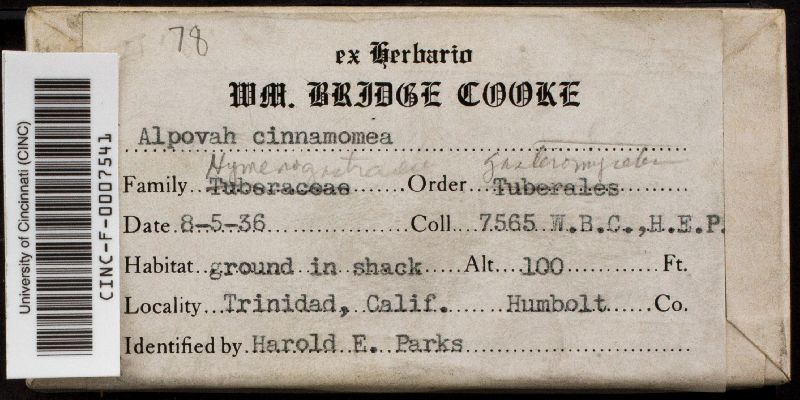 78
ex Herbario
WM. BRIDGE COOKE
Alpovah cinnamomea
Hymenogastraceae Gasteromycetes
Family Tuberaceae Order Tuberales
Date 8-5-36 Coll 7565 W.B.C.,H.E.P.
Habitat ground in shack Alt. 100 Ft.
Locality Trinidad, Calif. Humbolt Co.
Identified by Harold E. Parks
University of Cincinnati (CINC)
CINC-F-0007541